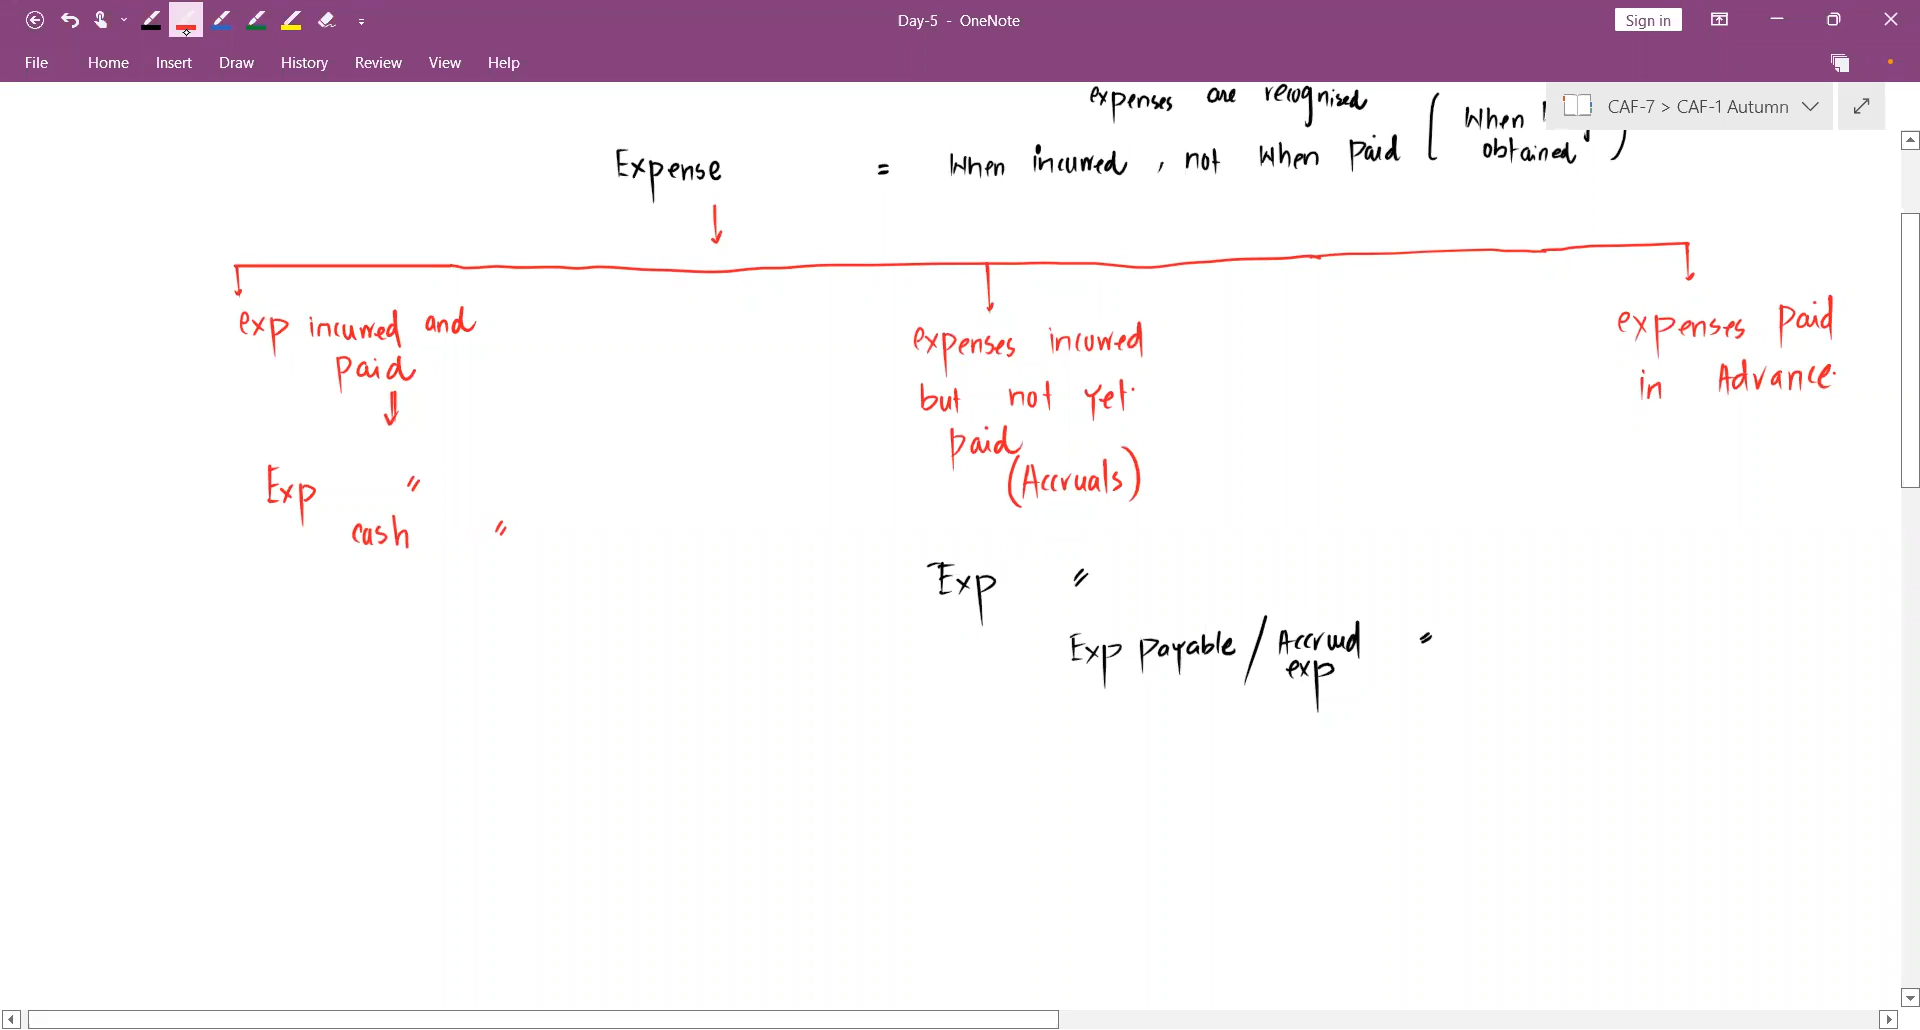 Day-5 - OneNote
Sign in
File Home Insert Draw History Review View Help
CAF-7 > CAF-1 Autumn
expenses are recognised
Expense = When incurred , not when paid ( When
obtained )
exp incurred and
paid
Exp "
cash "
expenses incurred
but not yet
paid
(Accruals)
Exp "
Exp payable / Accrued
exp "
expenses paid
in Advance.